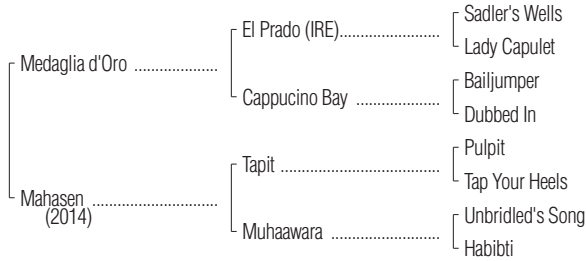 Sadler's Wells
El Prado (IRE)....................
Lady Capulet
Medaglia d'Oro .....................
Bailjumper
Cappucino Bay ....................
Dubbed In
Pulpit
Tapit ................................
Tap Your Heels
Mahasen ...............................
(2014)
Unbridled's Song
Muhaawara ......................
Habibti